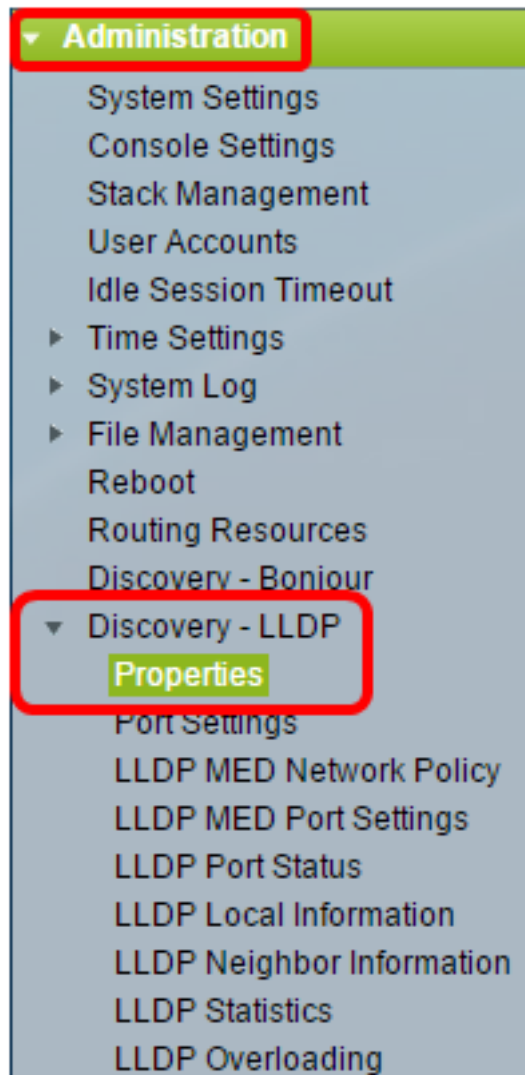 Administration
System Settings
Console Settings
Stack Management
User Accounts
Idle Session Timeout
Time Settings
System Log
File Management
Reboot
Routing Resources
Discovery - Bonjour
Discovery - LLDP
Properties
Port Settings
LLDP MED Network Policy
LLDP MED Port Settings
LLDP Port Status
LLDP Local Information
LLDP Neighbor Information
LLDP Statistics
LLDP Overloading